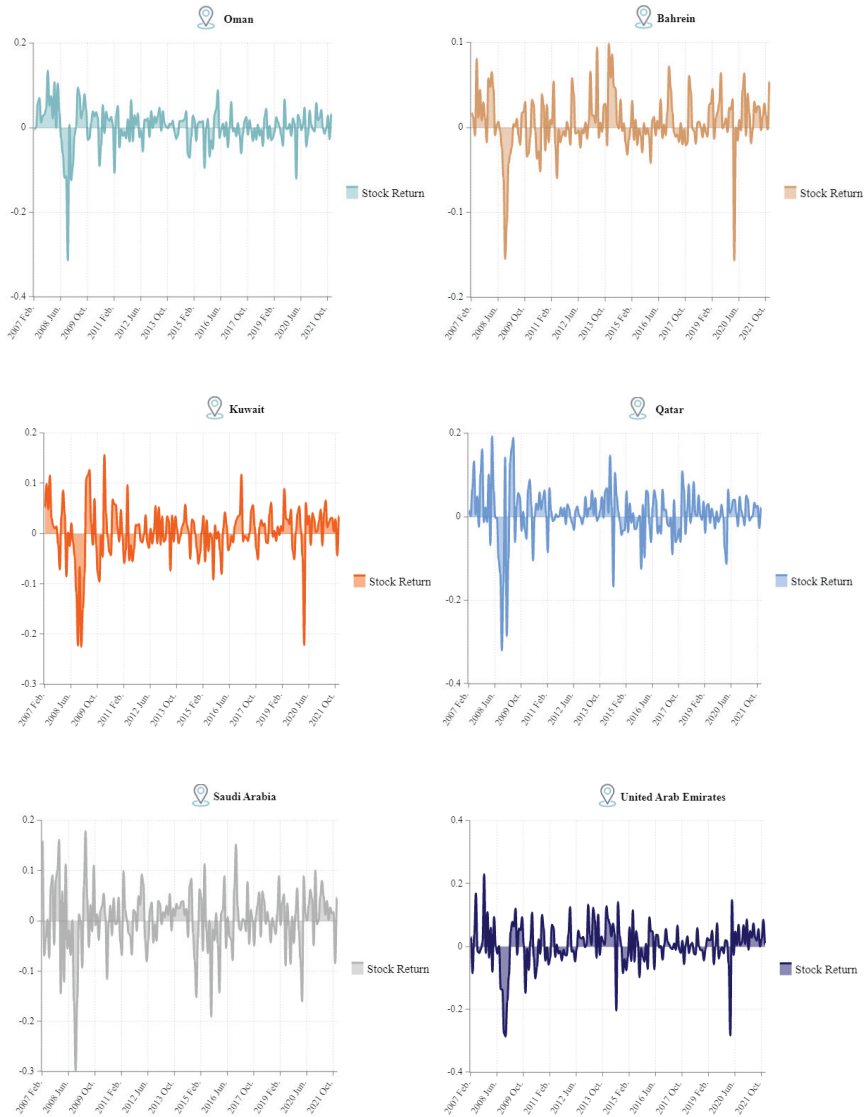 Oman
0.2
0
-0.2
-0.4
2007 Feb.
2008 Jun.
2009 Oct.
2011 Feb.
2012 Jun.
2013 Oct.
2015 Feb.
2016 Jun.
2017 Oct.
2019 Feb.
2020 Jun.
2021 Oct.
Stock Return
Bahrein
0.1
0
-0.1
-0.2
2007 Feb.
2008 Jun.
2009 Oct.
2011 Feb.
2012 Jun.
2013 Oct.
2015 Feb.
2016 Jun.
2017 Oct.
2019 Feb.
2020 Jun.
2021 Oct.
Stock Return
Kuwait
0.2
0.1
0
-0.1
-0.2
-0.3
2007 Feb.
2008 Jun.
2009 Oct.
2011 Feb.
2012 Jun.
2013 Oct.
2015 Feb.
2016 Jun.
2017 Oct.
2019 Feb.
2020 Jun.
2021 Oct.
Stock Return
Qatar
0.2
0
-0.2
-0.4
2007 Feb.
2008 Jun.
2009 Oct.
2011 Feb.
2012 Jun.
2013 Oct.
2015 Feb.
2016 Jun.
2017 Oct.
2019 Feb.
2020 Jun.
2021 Oct.
Stock Return
Saudi Arabia
0.2
0.1
0
-0.1
-0.2
-0.3
2007 Feb.
2008 Jun.
2009 Oct.
2011 Feb.
2012 Jun.
2013 Oct.
2015 Feb.
2016 Jun.
2017 Oct.
2019 Feb.
2020 Jun.
2021 Oct.
Stock Return
United Arab Emirates
0.4
0.2
0
-0.2
-0.4
2007 Feb.
2008 Jun.
2009 Oct.
2011 Feb.
2012 Jun.
2013 Oct.
2015 Feb.
2016 Jun.
2017 Oct.
2019 Feb.
2020 Jun.
2021 Oct.
Stock Return